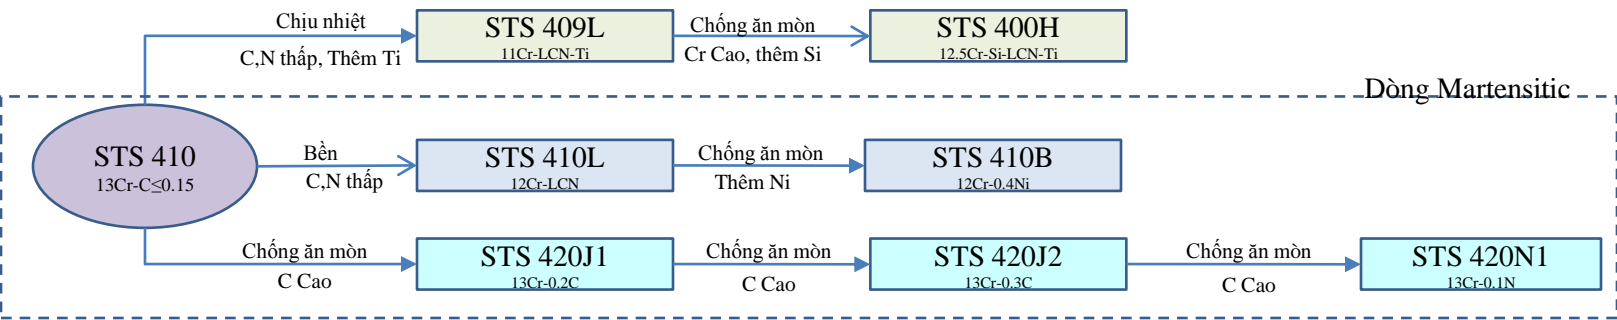 Chịu nhiệt
C,N thấp, Thêm Ti
STS 409L
11Cr-LCN-Ti
Chống ăn mòn
Cr Cao, thêm Si
STS 400H
12.5Cr-Si-LCN-Ti
Dòng Martensitic
STS 410
13Cr-C≤0.15
Bền
C,N thấp
STS 410L
12Cr-LCN
Chống ăn mòn
Thêm Ni
STS 410B
12Cr-0.4Ni
Chống ăn mòn
C Cao
STS 420J1
13Cr-0.2C
Chống ăn mòn
C Cao
STS 420J2
13Cr-0.3C
Chống ăn mòn
C Cao
STS 420N1
13Cr-0.1N